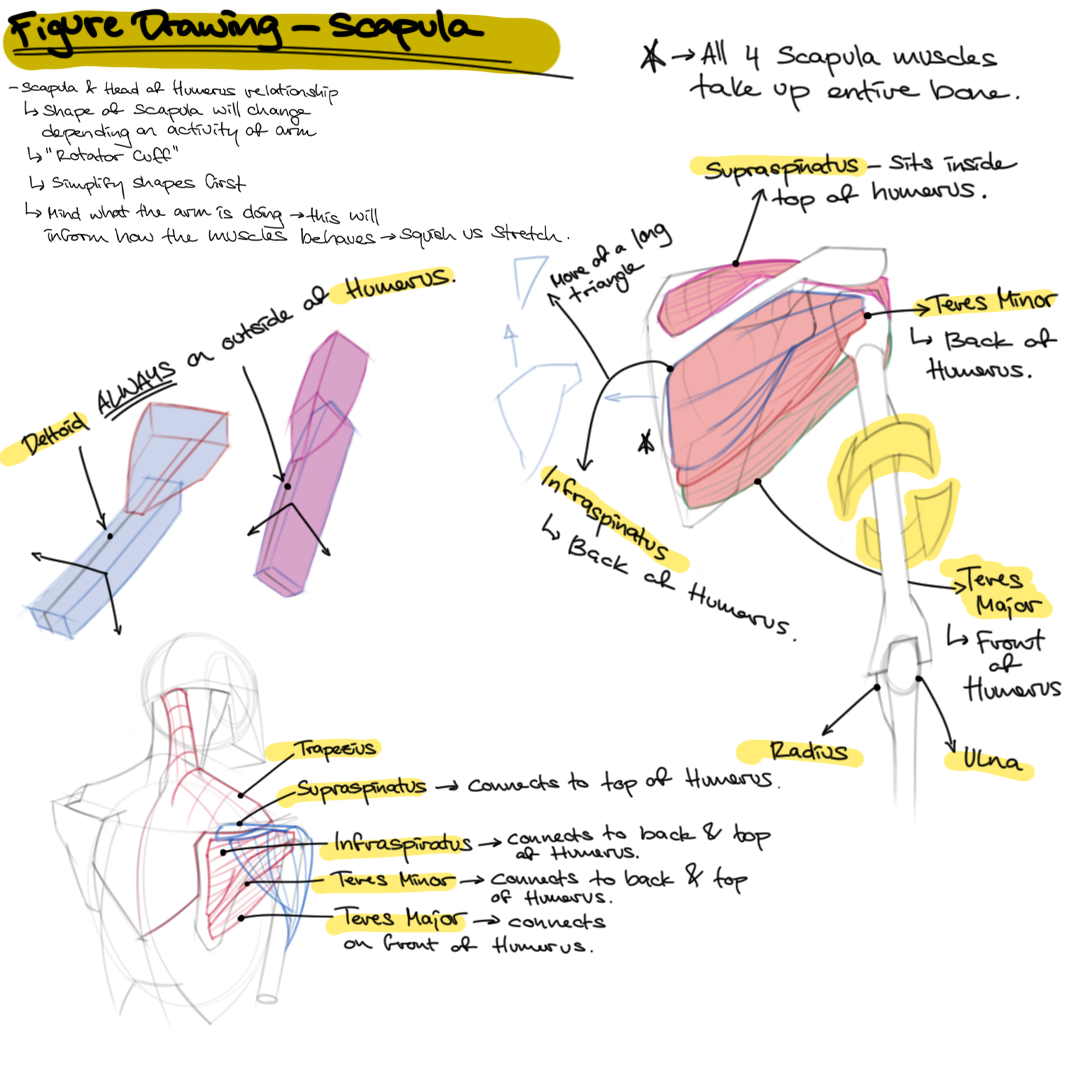 Figure Drawing - Scapula
- Scapula & Head of Humerus relationship
↳ Shape of scapula will change
depending on activity of arm
↳ "Rotator Cuff"
↳ Simplify shapes first
↳ Mind what the arm is doing → this will
inform how the muscles behaves → squish vs stretch.
* → All 4 Scapula muscles
take up entire bone.
Supraspinatus - Sits inside
top of humerus.
More of a long
triangle
Teres Minor
↳ Back of
Humerus.
Deltoid ALWAYS on outside of Humerus.
*
Infraspinatus
↳ Back of Humerus.
Teres
Major
↳ Front
of
Humerus
Radius
Ulna
Trapezius
Supraspinatus → connects to top of Humerus.
Infraspinatus → connects to back & top
of Humerus.
Teres Minor → connects to back & top
of Humerus.
Teres Major → connects
on front of Humerus.